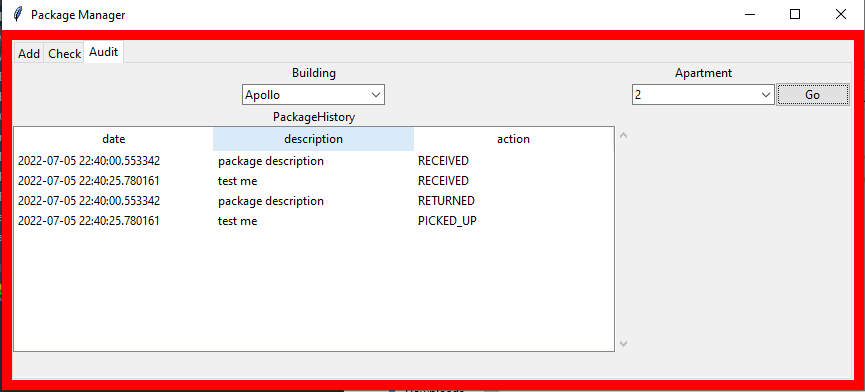 Package Manager
Add Check Audit
Building Apartment
Apollo 2 Go
PackageHistory
date description action
2022-07-05 22:40:00.553342 package description RECEIVED
2022-07-05 22:40:25.780161 test me RECEIVED
2022-07-05 22:40:00.553342 package description RETURNED
2022-07-05 22:40:25.780161 test me PICKED_UP